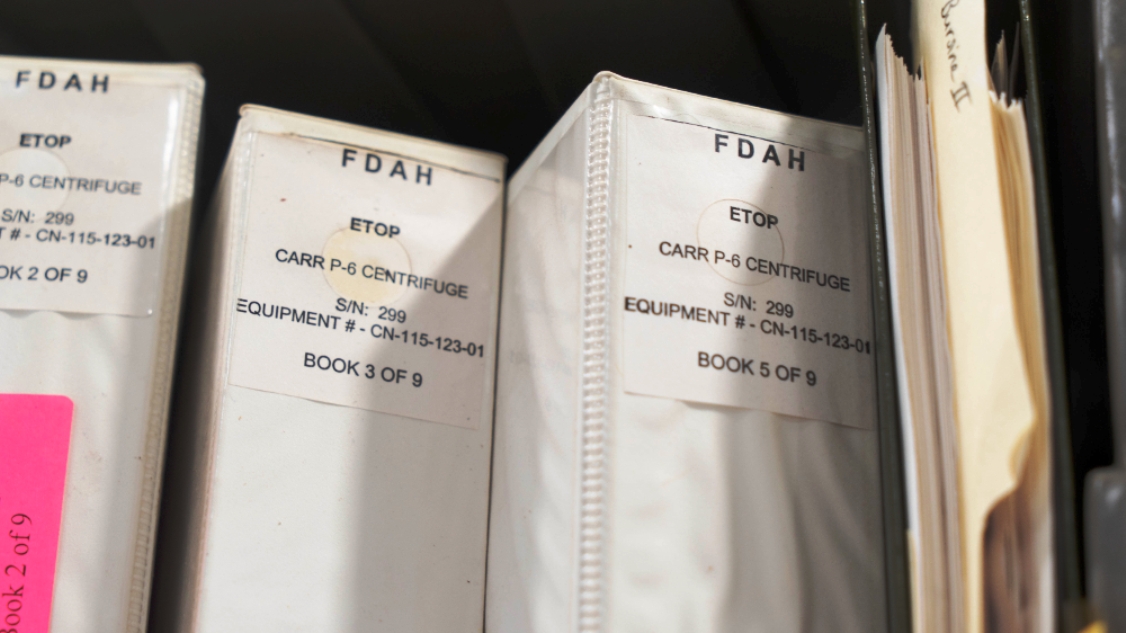 FDAH
ETOP
P-6 CENTRIFUGE
S/N: 299
# - CN-115-123-01
2 OF 9
Book 2 of 9
FDAH
ETOP
CARR P-6 CENTRIFUGE
S/N: 299
EQUIPMENT # - CN-115-123-01
BOOK 3 OF 9
FDAH
ETOP
CARR P-6 CENTRIFUGE
S/N: 299
EQUIPMENT # - CN-115-123-01
BOOK 5 OF 9
II